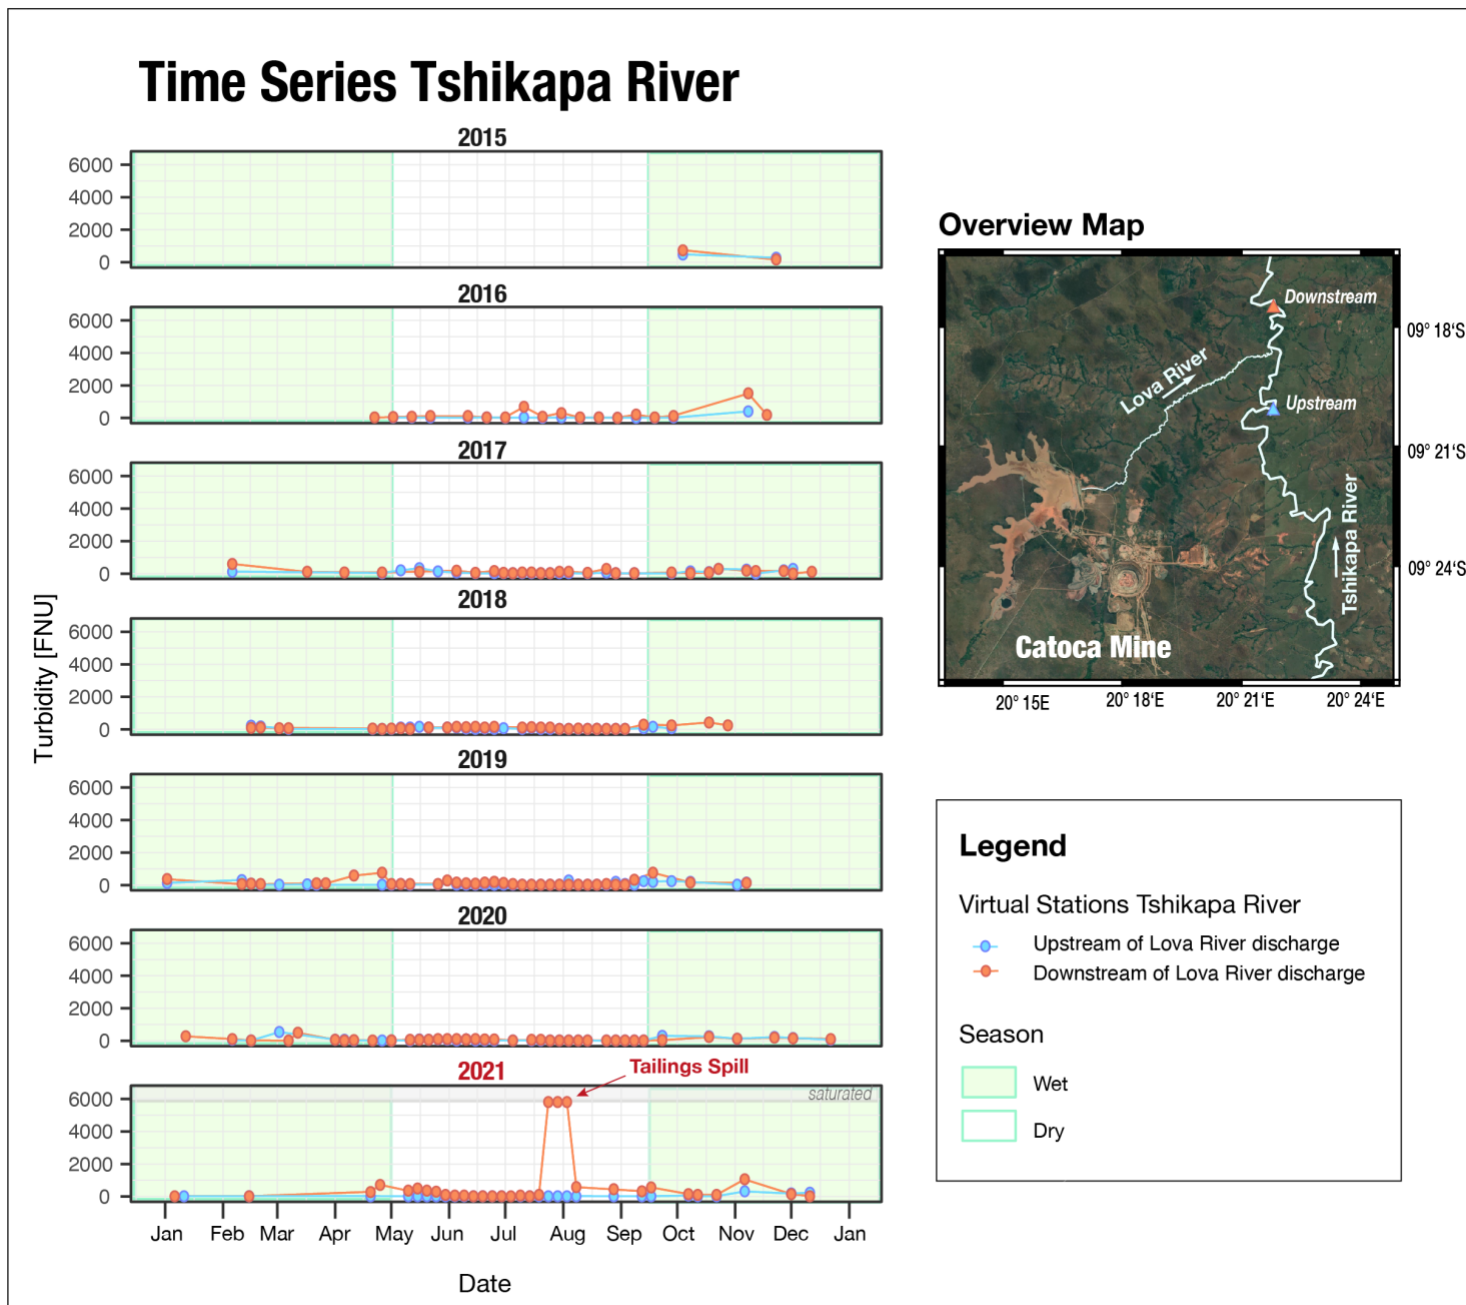 Time Series Tshikapa River
2015
6000
4000
2000
0
2016
6000
4000
2000
0
2017
6000
4000
2000
0
2018
6000
4000
2000
0
2019
6000
4000
2000
0
2020
6000
4000
2000
0
2021
Tailings Spill
saturated
6000
4000
2000
0
Jan Feb Mar Apr May Jun Jul Aug Sep Oct Nov Dec Jan
Date
Turbidity [FNU]
Overview Map
Downstream
09° 18'S
Lova River
Upstream
09° 21'S
Tshikapa River
09° 24'S
Catoca Mine
20° 15E 20° 18'E 20° 21'E 20° 24'E
Legend
Virtual Stations Tshikapa River
Upstream of Lova River discharge
Downstream of Lova River discharge
Season
Wet
Dry